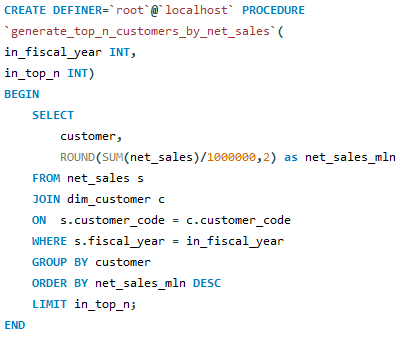 CREATE DEFINER=`root`@`localhost` PROCEDURE
`generate_top_n_customers_by_net_sales`(
in_fiscal_year INT,
in_top_n INT)
BEGIN
    SELECT
        customer,
        ROUND(SUM(net_sales)/1000000,2) as net_sales_mln
    FROM net_sales s
    JOIN dim_customer c
    ON  s.customer_code = c.customer_code
    WHERE s.fiscal_year = in_fiscal_year
    GROUP BY customer
    ORDER BY net_sales_mln DESC
    LIMIT in_top_n;
END